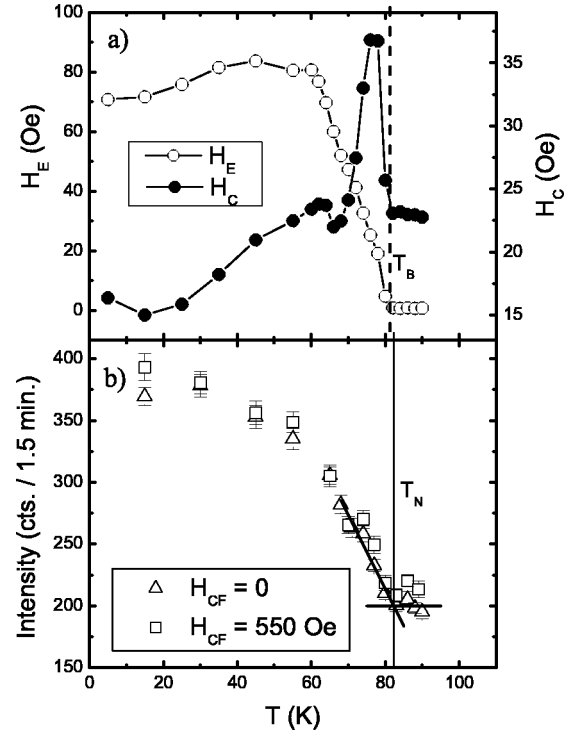 a)
100
80
60
40
20
0
H_E (Oe)
35
30
25
20
15
H_C (Oe)
H_E
H_C
T_B
b)
400
350
300
250
200
150
Intensity (cts. / 1.5 min.)
T_N
H_CF = 0
H_CF = 550 Oe
0 20 40 60 80 100
T (K)